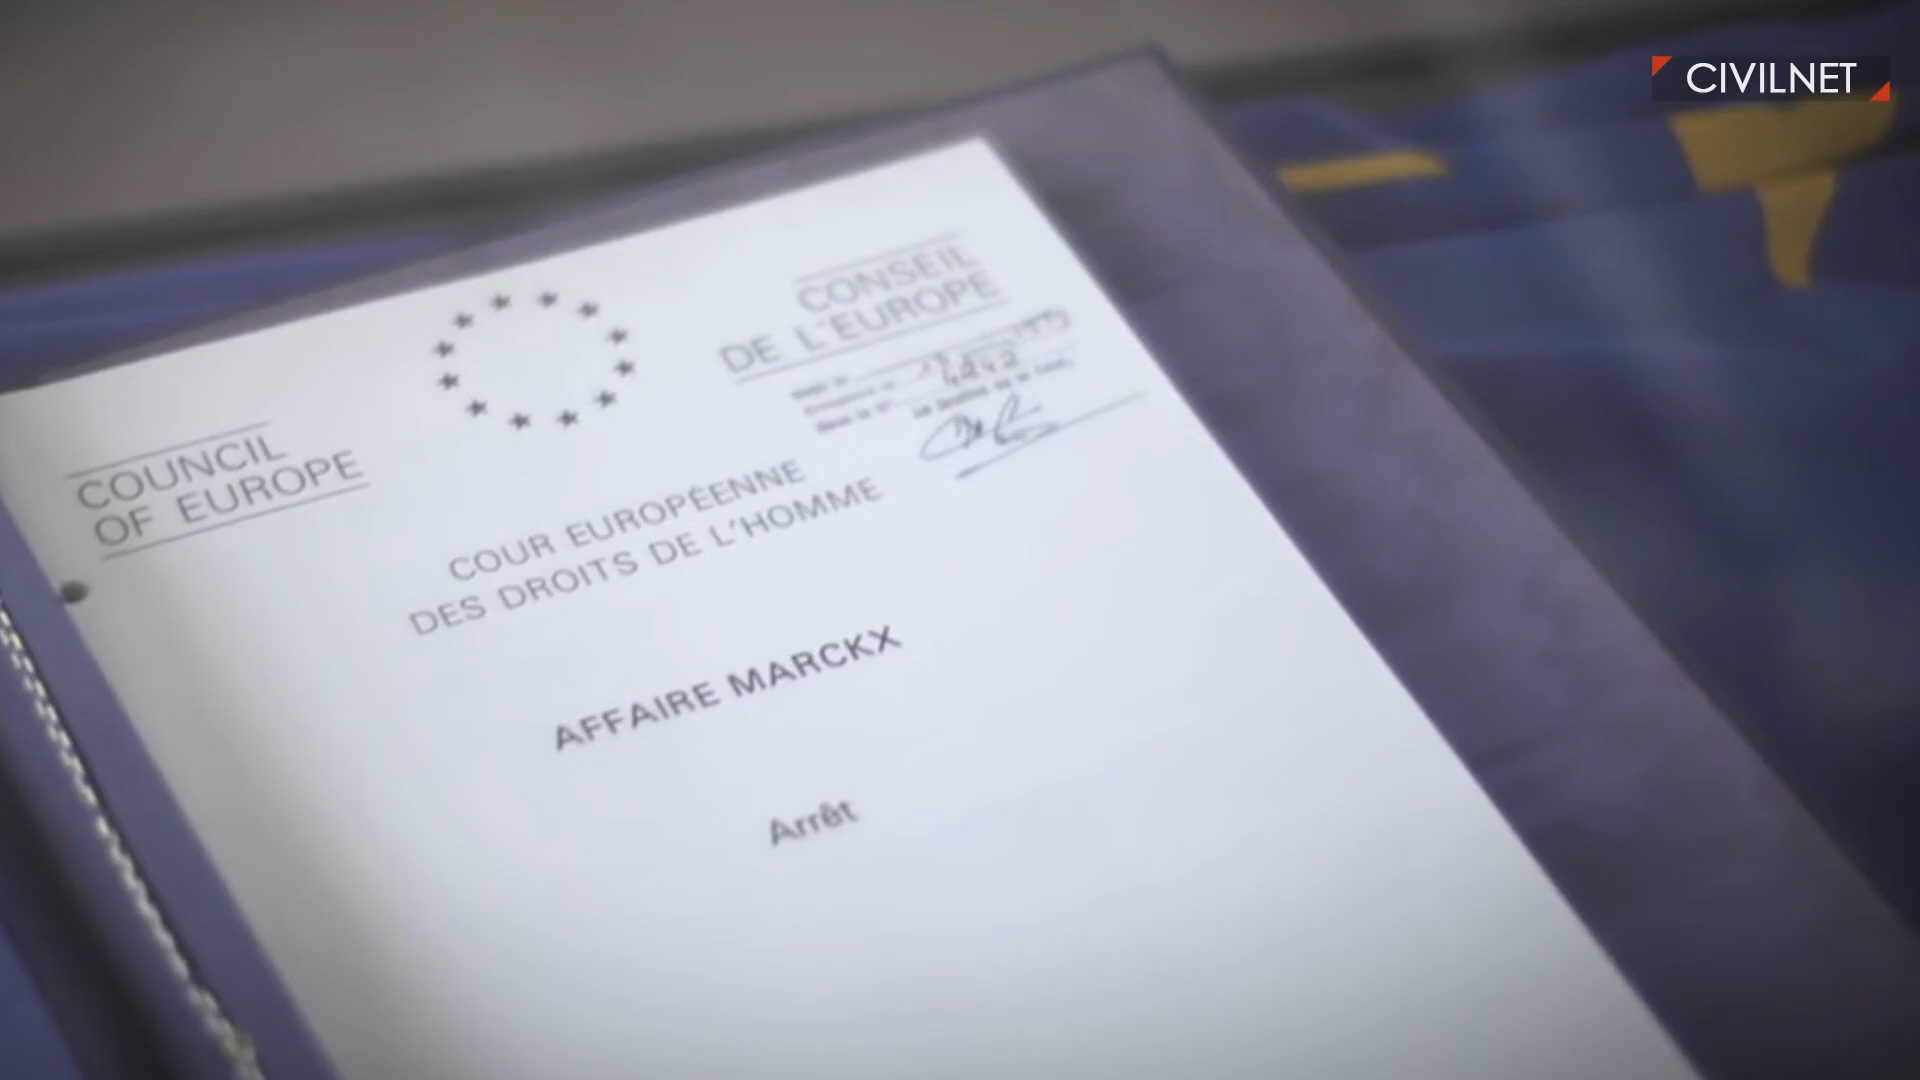 CIVILNET
CONSEIL
DE L'EUROPE
COUNCIL
OF EUROPE
COUR EUROPÉENNE
DES DROITS DE L'HOMME
AFFAIRE MARCKX
Arrêt